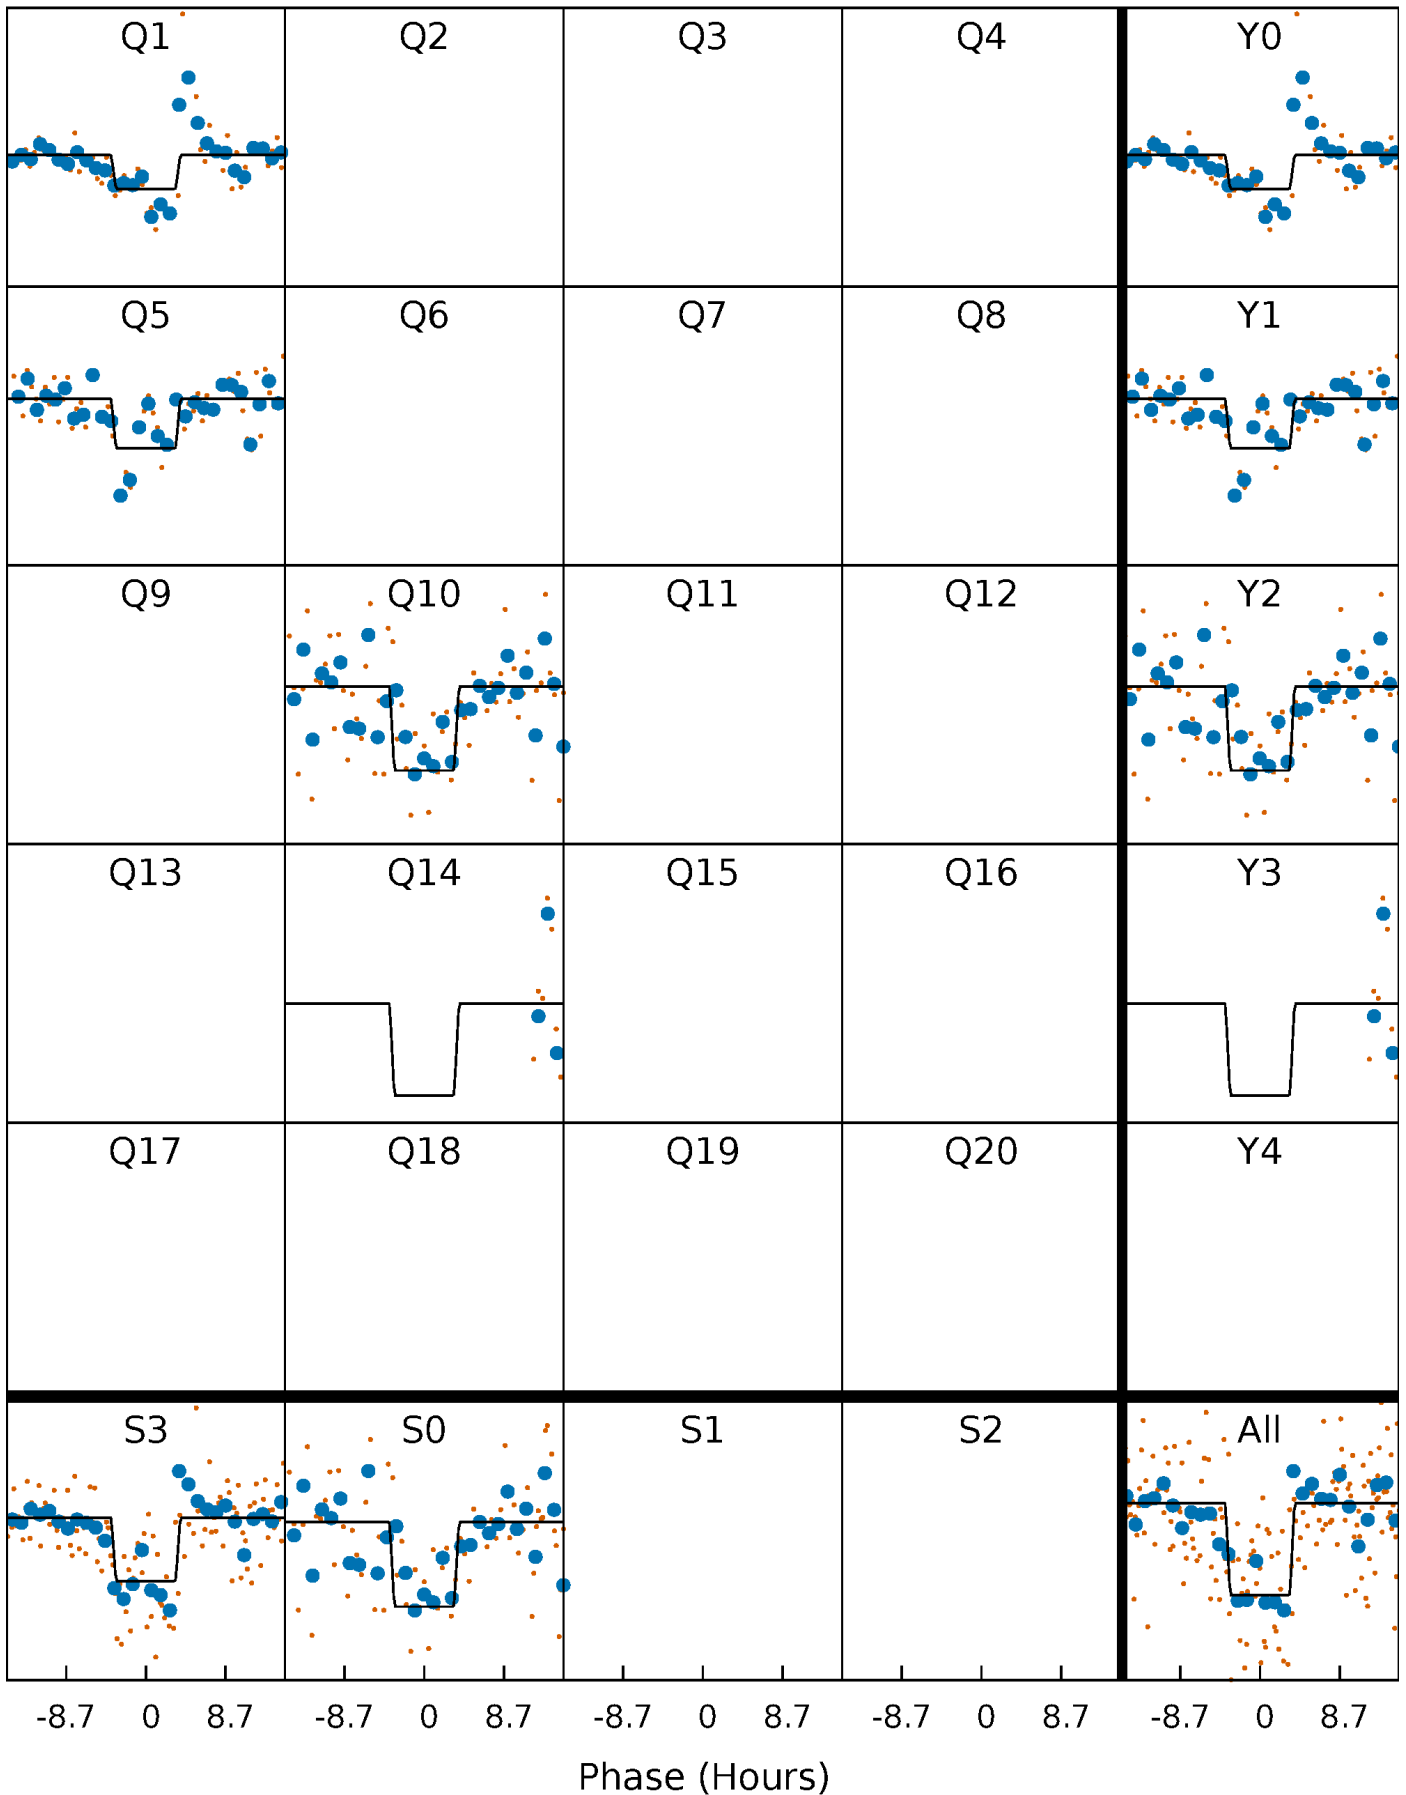 Q1 Q2 Q3 Q4 Y0
Q5 Q6 Q7 Q8 Y1
Q9 Q10 Q11 Q12 Y2
Q13 Q14 Q15 Q16 Y3
Q17 Q18 Q19 Q20 Y4
S3 S0 S1 S2 All
-8.7 0 8.7 -8.7 0 8.7 -8.7 0 8.7 -8.7 0 8.7 -8.7 0 8.7
Phase (Hours)